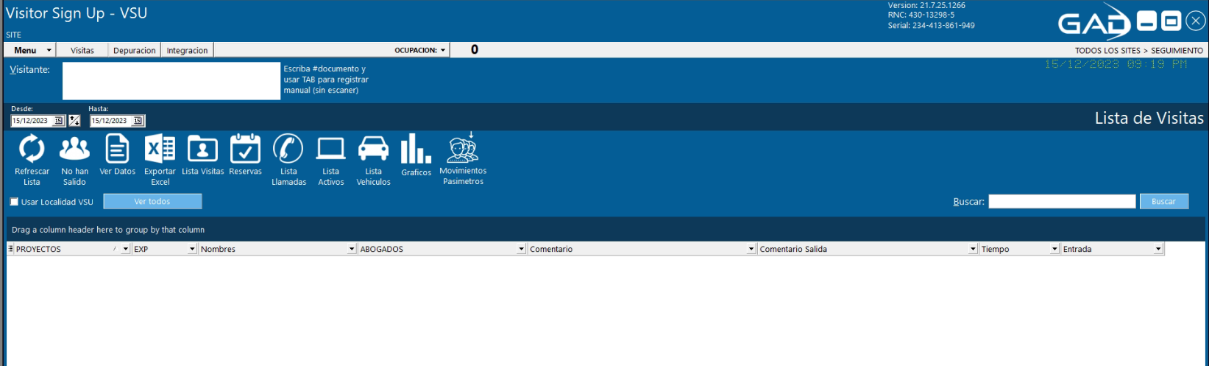 Visitor Sign Up - VSU
Version: 21.7.25.1266
RNC: 430-13298-5
Serial: 234-413-861-949
GAD
SITE
Menu Visitas Depuracion Integracion OCUPACION: 0 TODOS LOS SITES > SEGUIMIENTO
15/12/2023 09:19 PM
Visitante:
Escriba #documento y
usar TAB para registrar
manual (sin escaner)
Desde: Hasta:
15/12/2023 15/12/2023
Lista de Visitas
Refrescar Lista
No han Salido
Ver Datos
Exportar Excel
Lista Visitas
Reservas
Lista Llamadas
Lista Activos
Lista Vehiculos
Graficos
Movimientos Pasimetros
Usar Localidad VSU Ver todos Buscar: Buscar
Drag a column header here to group by that column
PROYECTOS EXP Nombres ABOGADOS Comentario Comentario Salida Tiempo Entrada